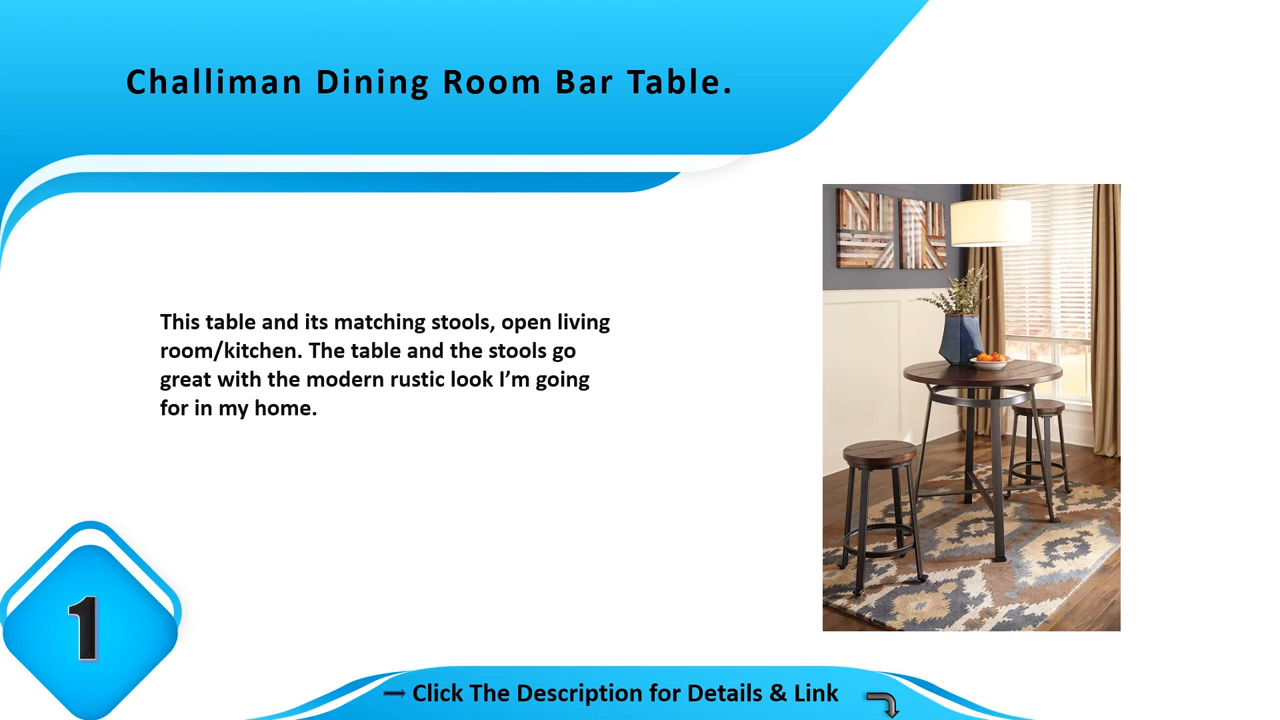 Challiman Dining Room Bar Table.
This table and its matching stools, open living
room/kitchen. The table and the stools go
great with the modern rustic look I’m going
for in my home.
1
Click The Description for Details & Link